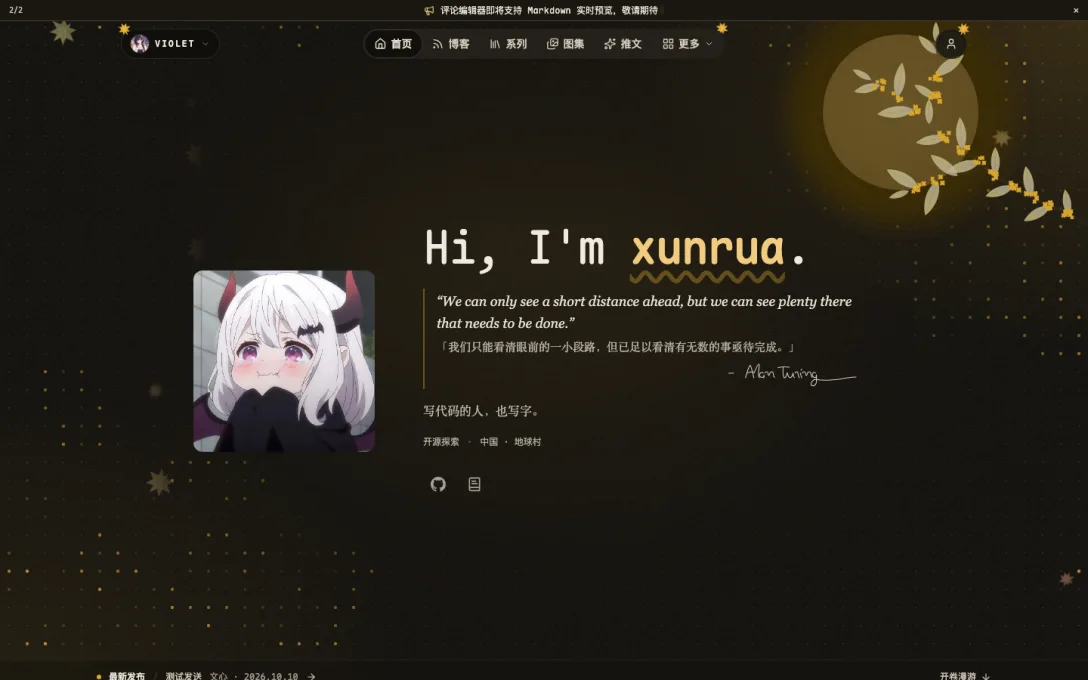 2/2
评论编辑器即将支持 Markdown 实时预览，敬请期待
×
VIOLET
首页 博客 系列 图集 推文 更多
Hi, I'm xunrua.
“We can only see a short distance ahead, but we can see plenty there
that needs to be done.”
「我们只能看清眼前的一小段路，但已足以看清有无数的事亟待完成。」
– Alan Turing
写代码的人，也写字。
开源探索 · 中国 · 地球村
最新发布 / 测试发送 文心 · 2026.10.10 →
开卷漫游 ↓